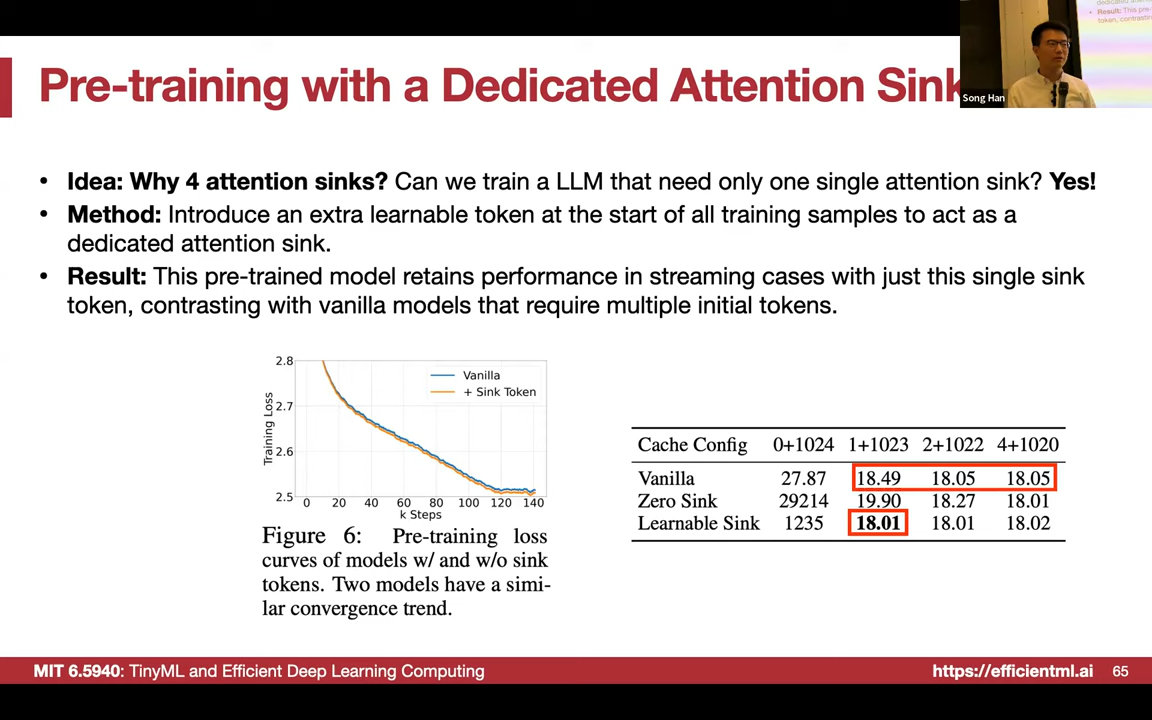 Pre-training with a Dedicated Attention Sink
Song Han
• Idea: Why 4 attention sinks? Can we train a LLM that need only one single attention sink? Yes!
• Method: Introduce an extra learnable token at the start of all training samples to act as a
dedicated attention sink.
• Result: This pre-trained model retains performance in streaming cases with just this single sink
token, contrasting with vanilla models that require multiple initial tokens.
2.8
2.7
2.6
2.5
Training Loss
Vanilla
+ Sink Token
0 20 40 60 80 100 120 140
k Steps
Figure 6: Pre-training loss
curves of models w/ and w/o sink
tokens. Two models have a simi-
lar convergence trend.
Cache Config 0+1024 1+1023 2+1022 4+1020
Vanilla 27.87 18.49 18.05 18.05
Zero Sink 29214 19.90 18.27 18.01
Learnable Sink 1235 18.01 18.01 18.02
MIT 6.5940: TinyML and Efficient Deep Learning Computing
https://efficientml.ai 65